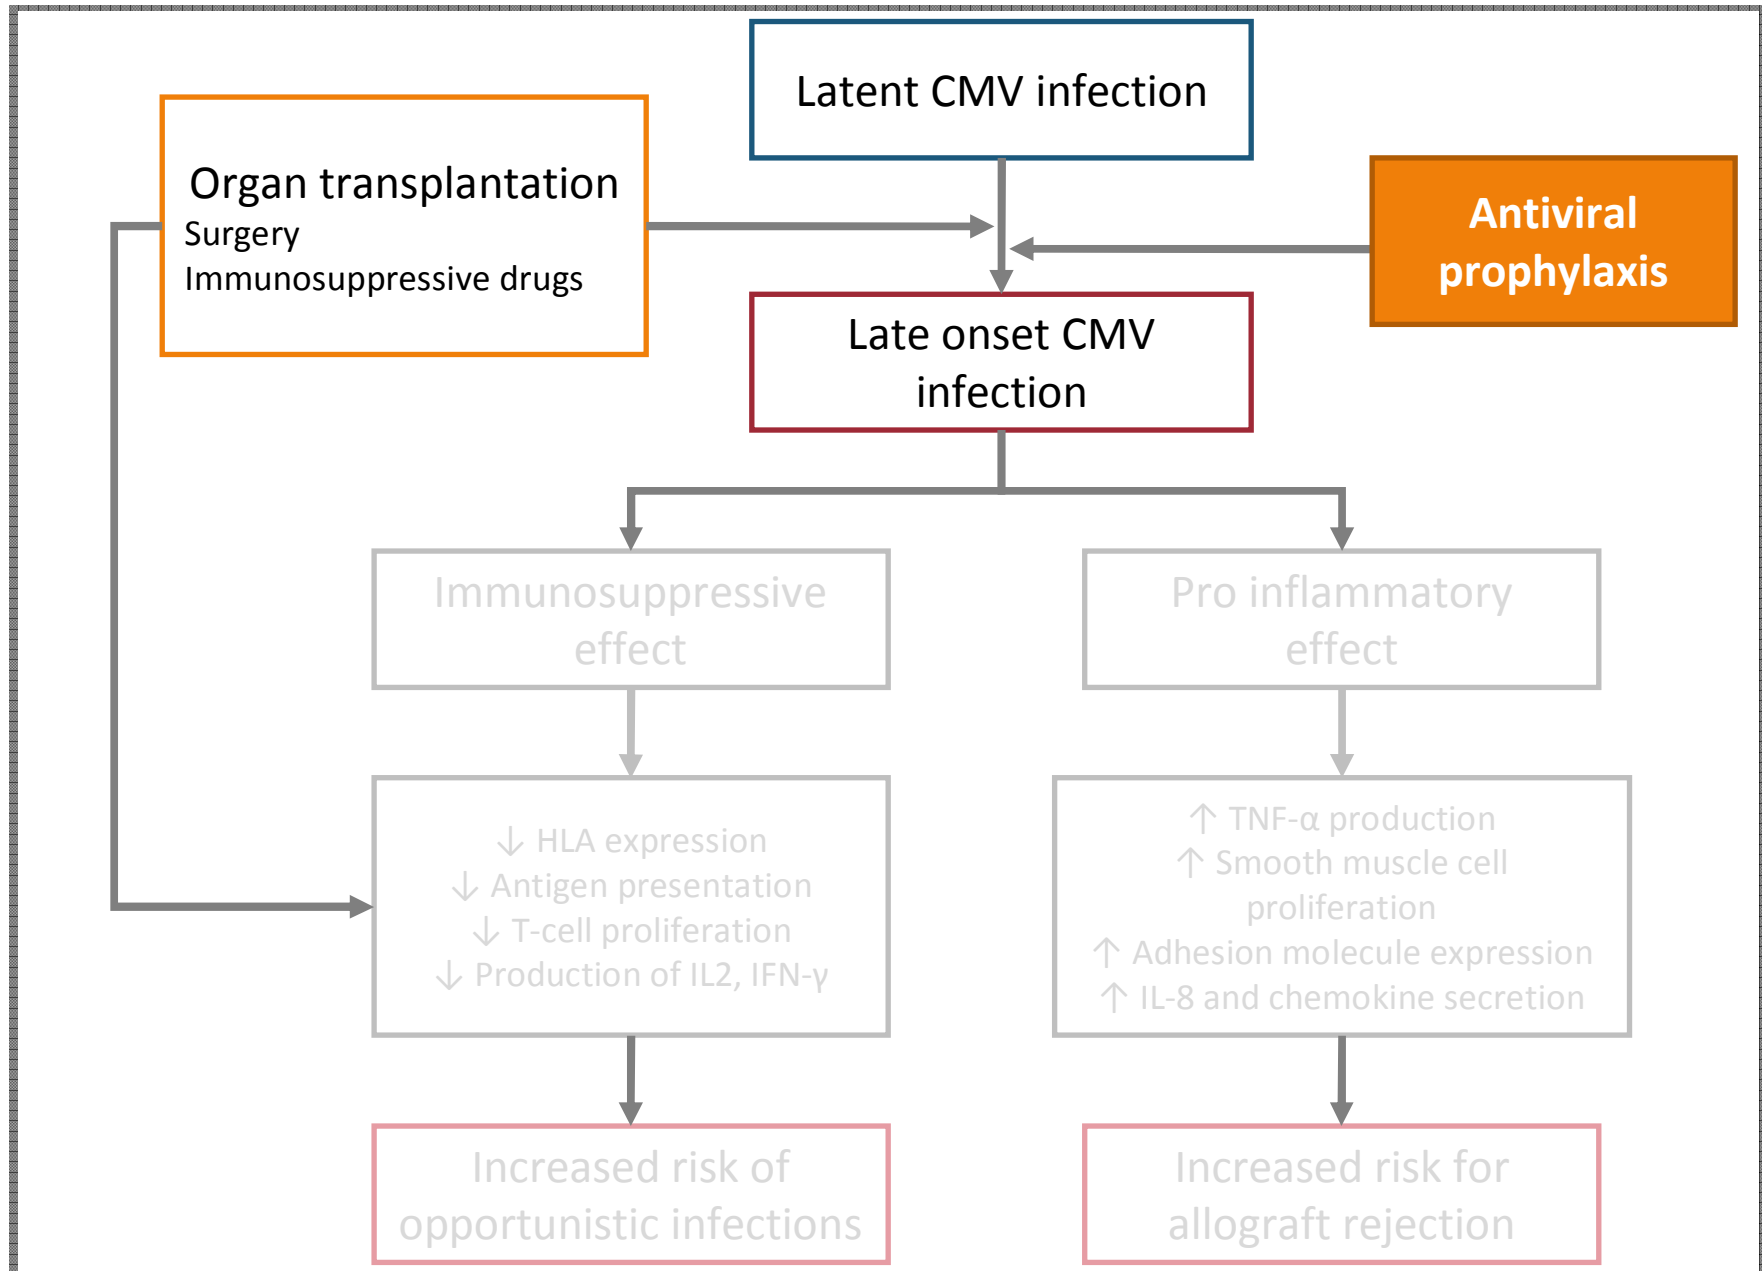 Latent CMV infection
Organ transplantation
Surgery
Immunosuppressive drugs
Antiviral
prophylaxis
Late onset CMV
infection
Immunosuppressive
effect
Pro inflammatory
effect
↓ HLA expression
↓ Antigen presentation
↓ T-cell proliferation
↓ Production of IL2, IFN-γ
↑ TNF-α production
↑ Smooth muscle cell
proliferation
↑ Adhesion molecule expression
↑ IL-8 and chemokine secretion
Increased risk of
opportunistic infections
Increased risk for
allograft rejection